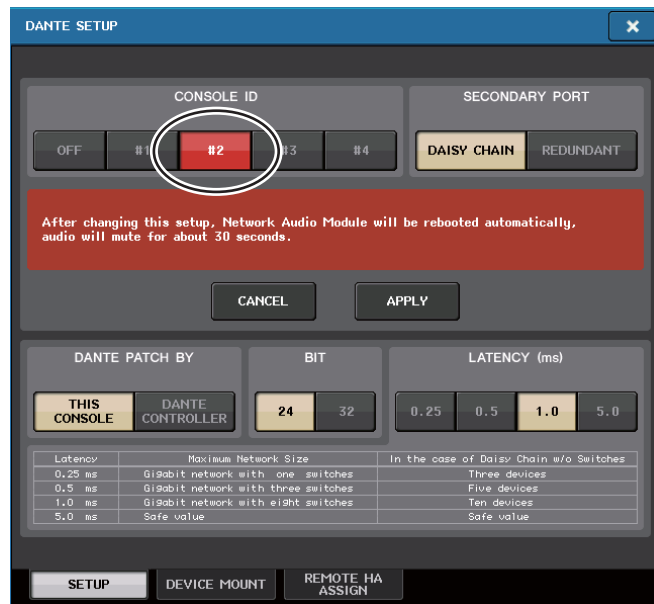 DANTE SETUP
×
CONSOLE ID
SECONDARY PORT
OFF #1 #2 #3 #4 DAISY CHAIN REDUNDANT
After changing this setup, Network Audio Module will be rebooted automatically,
audio will mute for about 30 seconds.
CANCEL APPLY
DANTE PATCH BY BIT LATENCY (ms)
THIS CONSOLE DANTE CONTROLLER 24 32 0.25 0.5 1.0 5.0
Latency Maximum Network Size In the case of Daisy Chain w/o Switches
0.25 ms Gigabit network with one switches Three devices
0.5 ms Gigabit network with three switches Five devices
1.0 ms Gigabit network with eight switches Ten devices
5.0 ms Safe value Safe value
SETUP DEVICE MOUNT REMOTE HA ASSIGN